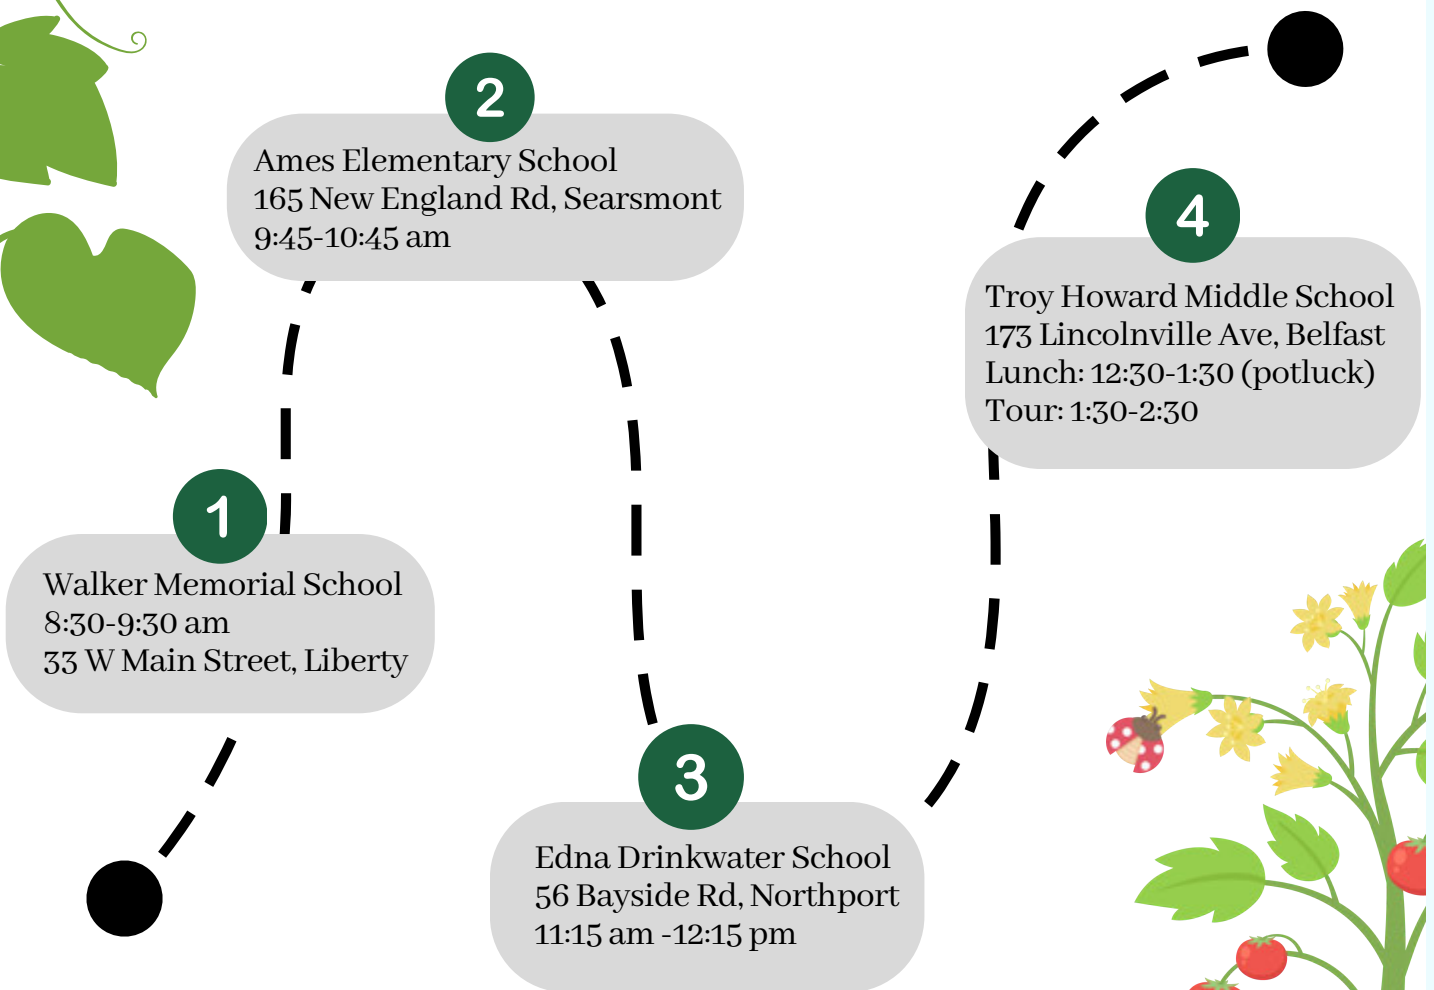 1
Walker Memorial School
8:30-9:30 am
33 W Main Street, Liberty
2
Ames Elementary School
165 New England Rd, Searsmont
9:45-10:45 am
3
Edna Drinkwater School
56 Bayside Rd, Northport
11:15 am -12:15 pm
4
Troy Howard Middle School
173 Lincolnville Ave, Belfast
Lunch: 12:30-1:30 (potluck)
Tour: 1:30-2:30